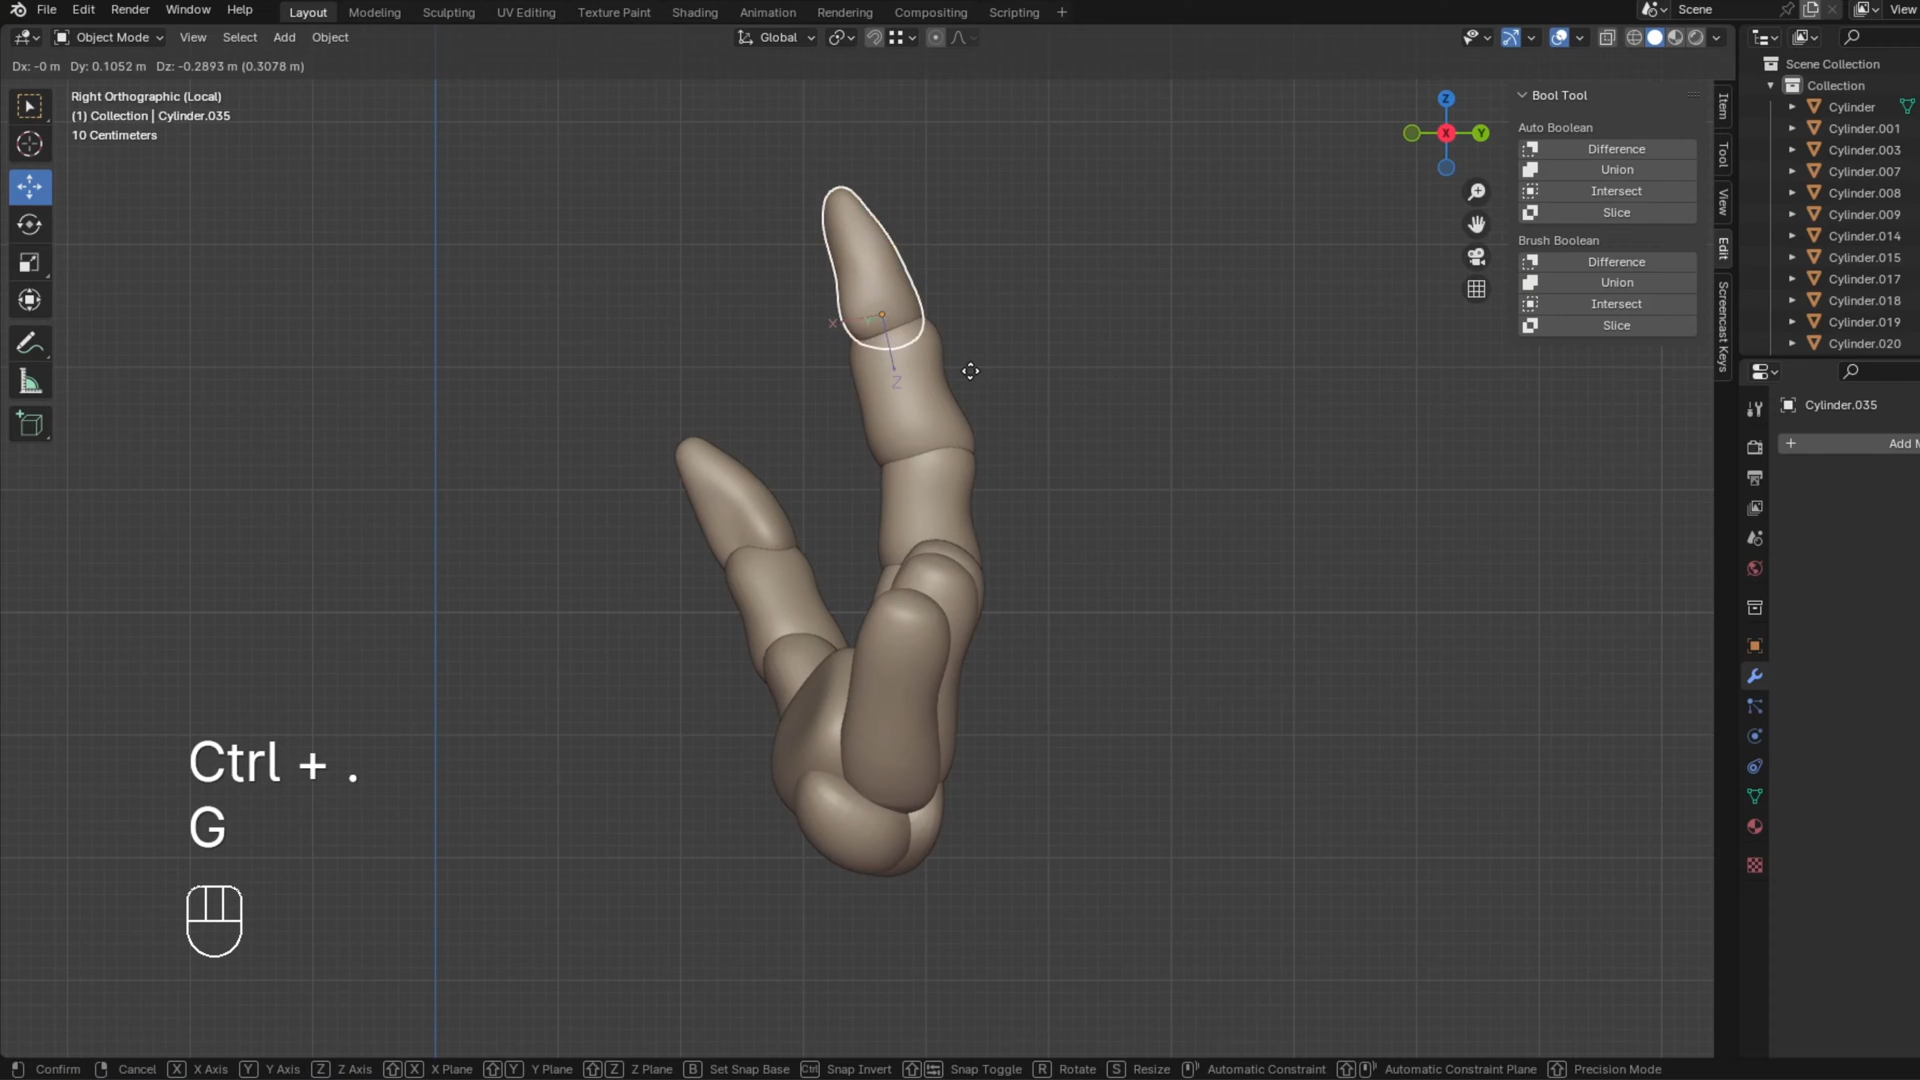 File Edit Render Window Help Layout Modeling Sculpting UV Editing Texture Paint Shading Animation Rendering Compositing Scripting + Scene View
Object Mode View Select Add Object Global
Dx: -0 m Dy: 0.1052 m Dz: -0.2893 m (0.3078 m)
Right Orthographic (Local)
(1) Collection | Cylinder.035
10 Centimeters
Z
X
Y
Bool Tool
Auto Boolean
Difference
Union
Intersect
Slice
Brush Boolean
Difference
Union
Intersect
Slice
Item
Tool
View
Edit
Screencast Keys
Scene Collection
Collection
Cylinder
Cylinder.001
Cylinder.003
Cylinder.007
Cylinder.008
Cylinder.009
Cylinder.014
Cylinder.015
Cylinder.017
Cylinder.018
Cylinder.019
Cylinder.020
Cylinder.035
+ Add
X
Z
Ctrl + .
G
Confirm Cancel X X Axis Y Y Axis Z Z Axis X X Plane Y Y Plane Z Z Plane B Set Snap Base Ctrl Snap Invert Snap Toggle R Rotate S Resize Automatic Constraint Automatic Constraint Plane Precision Mode